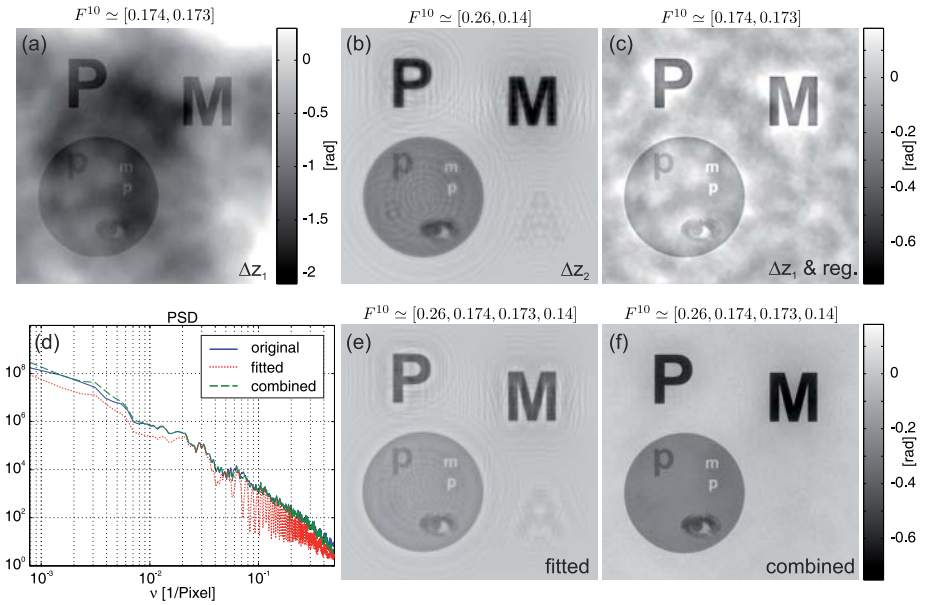 F^10 ≃ [0.174, 0.173]
F^10 ≃ [0.26, 0.14]
F^10 ≃ [0.174, 0.173]
(a)
P
M
p
m
p
Δz1
0
-0.5
-1
-1.5
-2
[rad]
(b)
P
M
p
m
p
a
A
Δz2
(c)
P
M
p
m
p
Δz1 & reg.
0
-0.2
-0.4
-0.6
[rad]
PSD
(d)
original
fitted
combined
10^8
10^6
10^4
10^2
10^0
10^-3
10^-2
10^-1
ν [1/Pixel]
F^10 ≃ [0.26, 0.174, 0.173, 0.14]
F^10 ≃ [0.26, 0.174, 0.173, 0.14]
(e)
P
M
p
m
p
A
fitted
(f)
P
M
p
m
p
combined
0
-0.2
-0.4
-0.6
[rad]